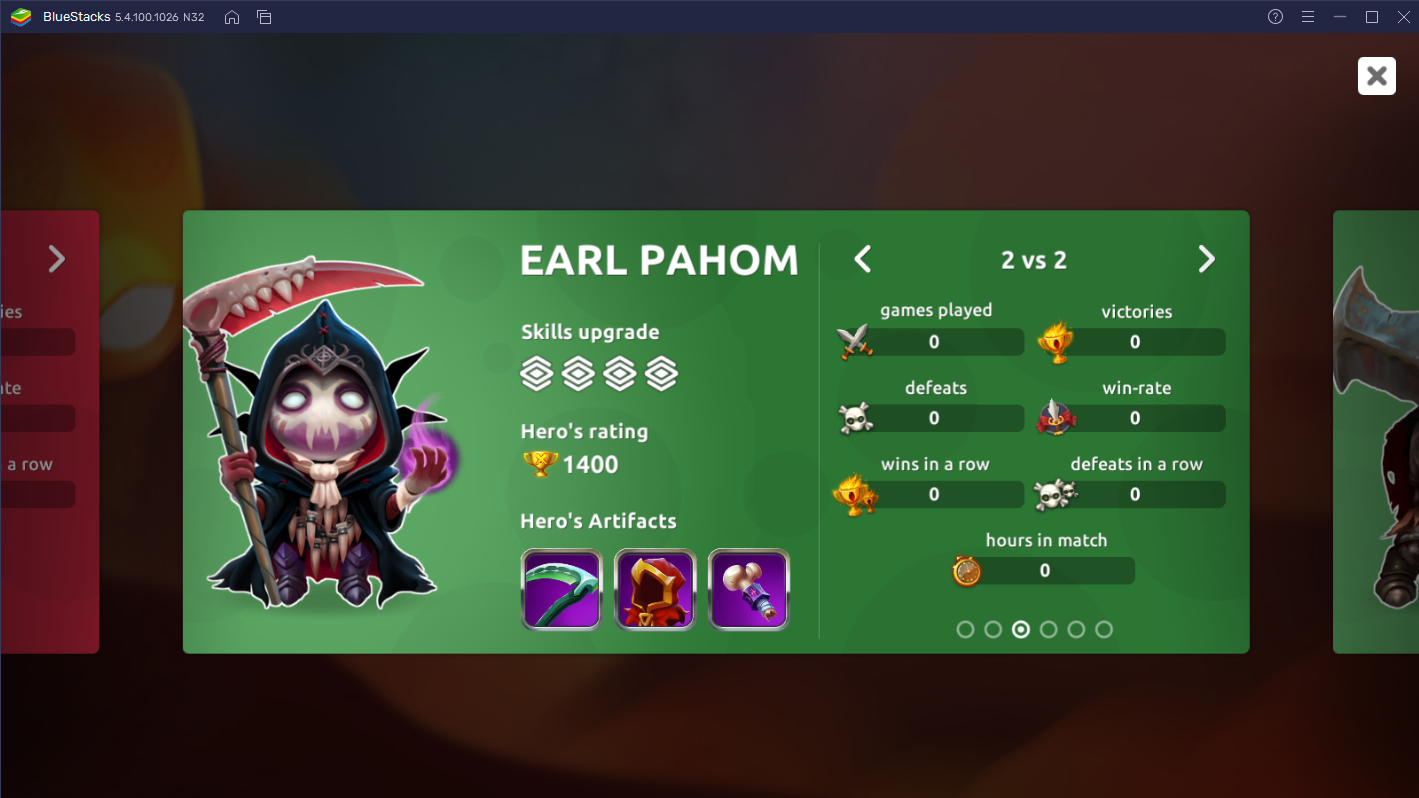 BlueStacks 5.4.100.1026 N32
ies
ate
a row
EARL PAHOM
Skills upgrade
Hero's rating
1400
Hero's Artifacts
2 vs 2
games played
0
victories
0
defeats
0
win-rate
0
wins in a row
0
defeats in a row
0
hours in match
0